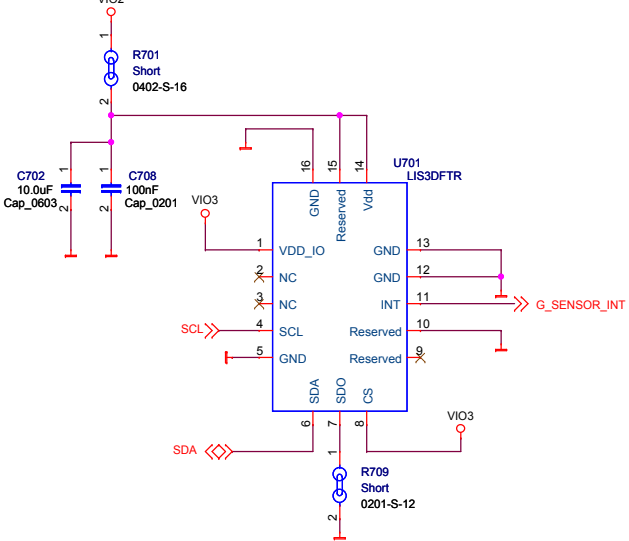 VIO2
1
R701
Short
0402-S-16
2
C702
10.0uF
Cap_0603
1
2
C708
100nF
Cap_0201
1
2
VIO3
U701
LIS3DFTR
16
15
14
GND
Reserved
Vdd
1
VDD_IO
GND
13
2
NC
GND
12
3
NC
INT
11
G_SENSOR_INT
SCL
4
SCL
Reserved
10
5
GND
Reserved
9
SDA
SDO
CS
6
7
8
VIO3
SDA
1
R709
Short
0201-S-12
2